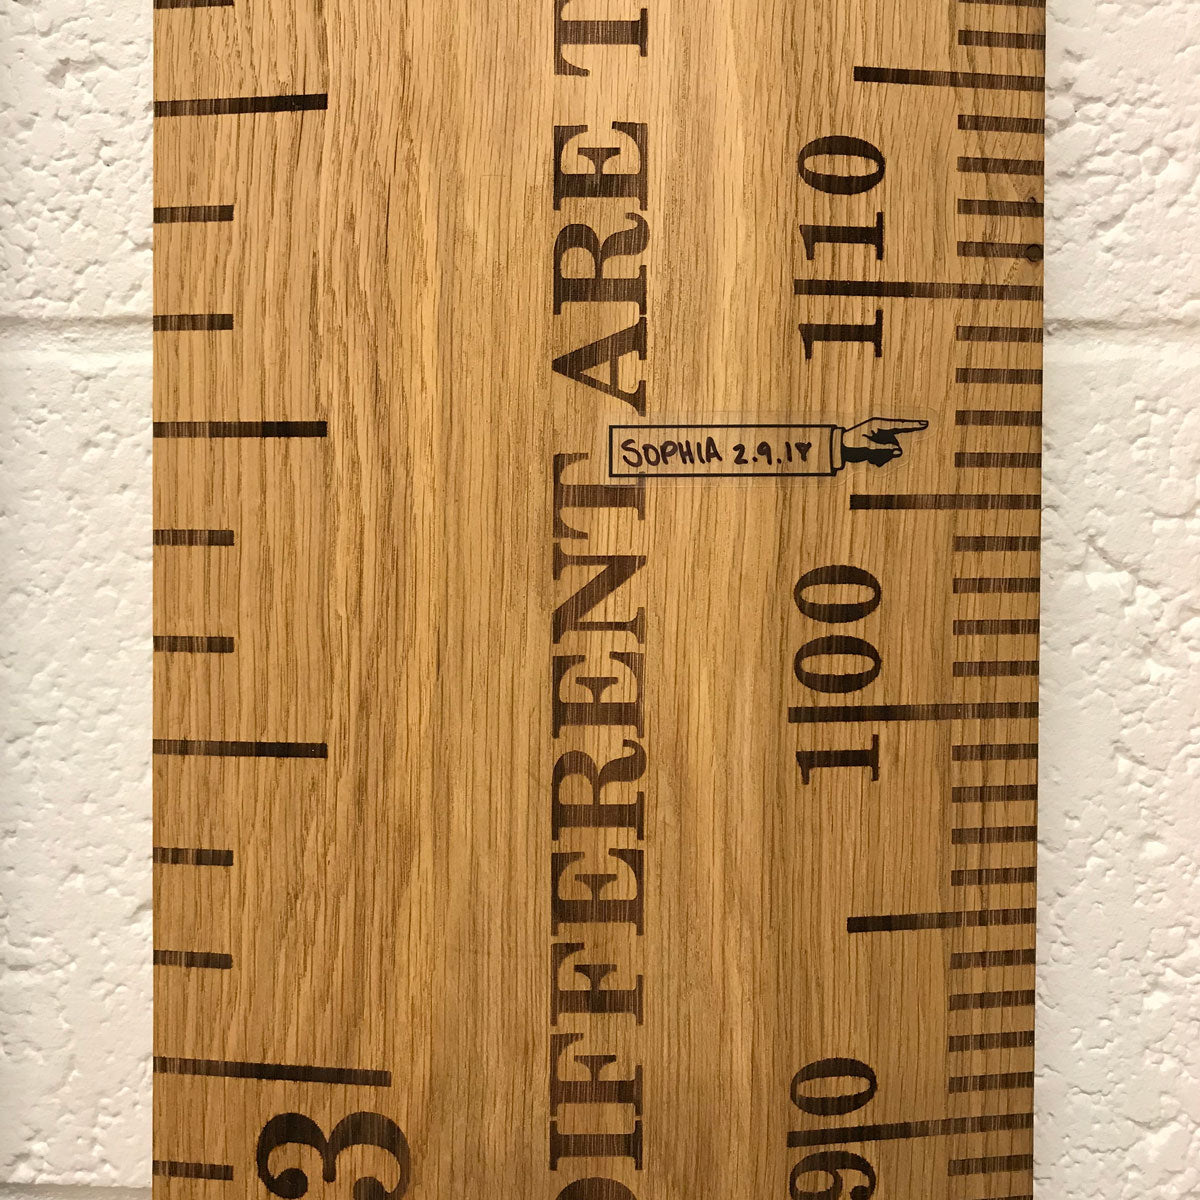 DIFFERENT ARE T
110
SOPHIA 2.9.18
100
90
3